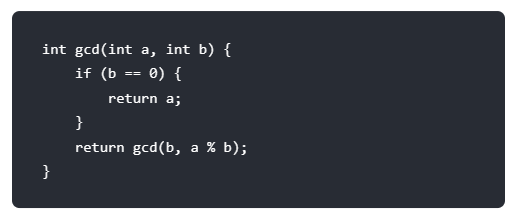 int gcd(int a, int b) {
    if (b == 0) {
        return a;
    }
    return gcd(b, a % b);
}